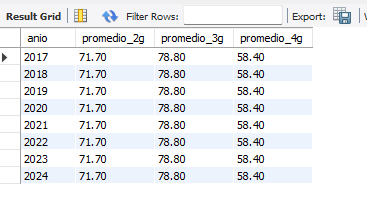 Result Grid Filter Rows: Export:
anio promedio_2g promedio_3g promedio_4g
2017 71.70 78.80 58.40
2018 71.70 78.80 58.40
2019 71.70 78.80 58.40
2020 71.70 78.80 58.40
2021 71.70 78.80 58.40
2022 71.70 78.80 58.40
2023 71.70 78.80 58.40
2024 71.70 78.80 58.40